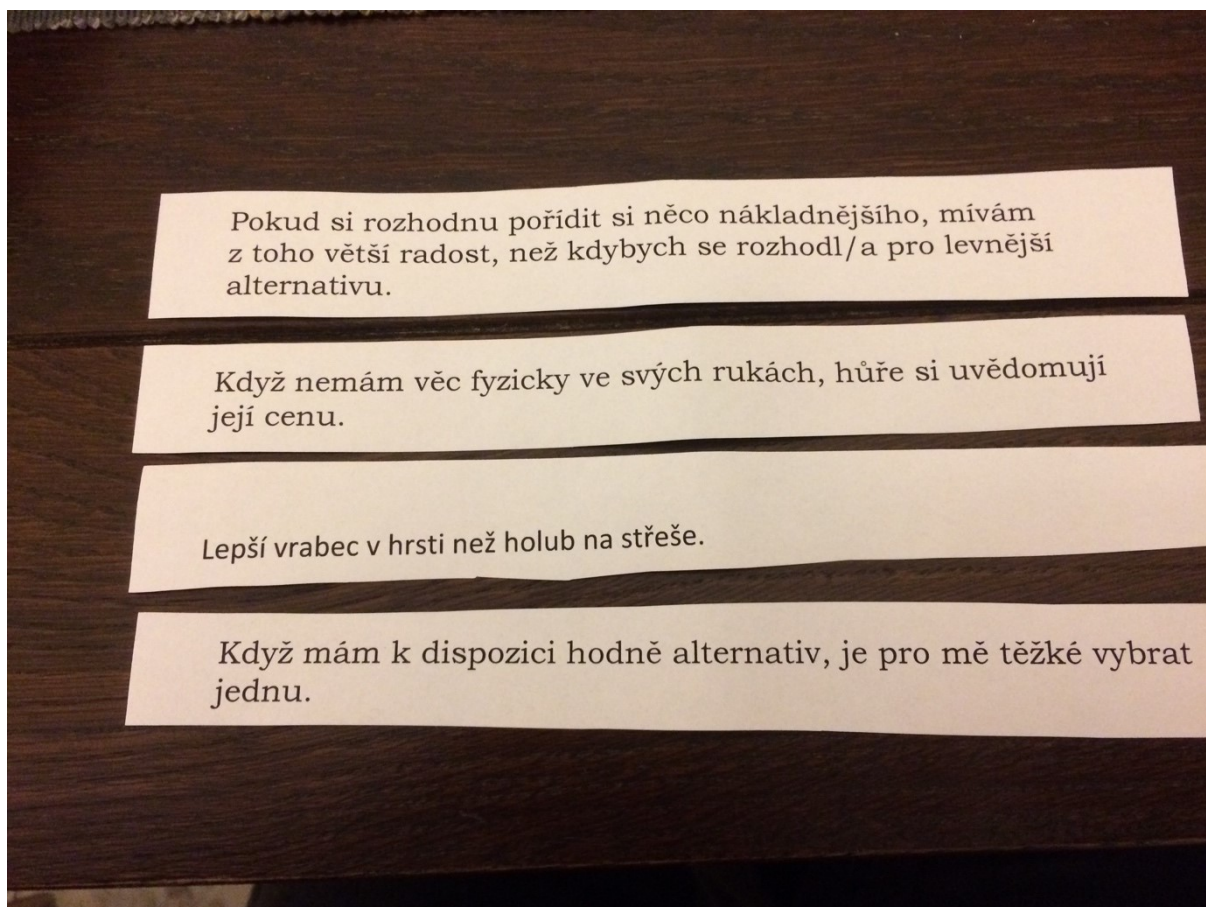 Pokud si rozhodnu pořídit si něco nákladnějšího, mívám
z toho větší radost, než kdybych se rozhodl/a pro levnější
alternativu.
Když nemám věc fyzicky ve svých rukách, hůře si uvědomují
její cenu.
Lepší vrabec v hrsti než holub na střeše.
Když mám k dispozici hodně alternativ, je pro mě těžké vybrat
jednu.